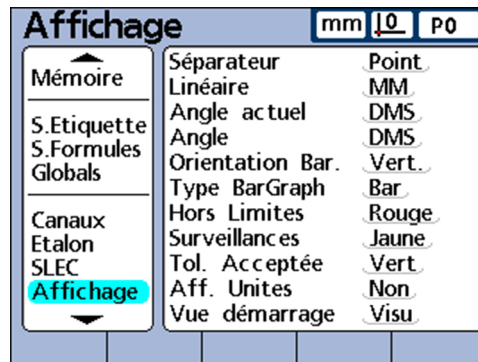 Affichage mm 0 P0
Mémoire
S.Etiquette
S.Formules
Globals
Canaux
Etalon
SLEC
Affichage
Séparateur Point
Linéaire MM
Angle actuel DMS
Angle DMS
Orientation Bar. Vert.
Type BarGraph Bar
Hors Limites Rouge
Surveillances Jaune
Tol. Acceptée Vert
Aff. Unites Non
Vue démarrage Visu